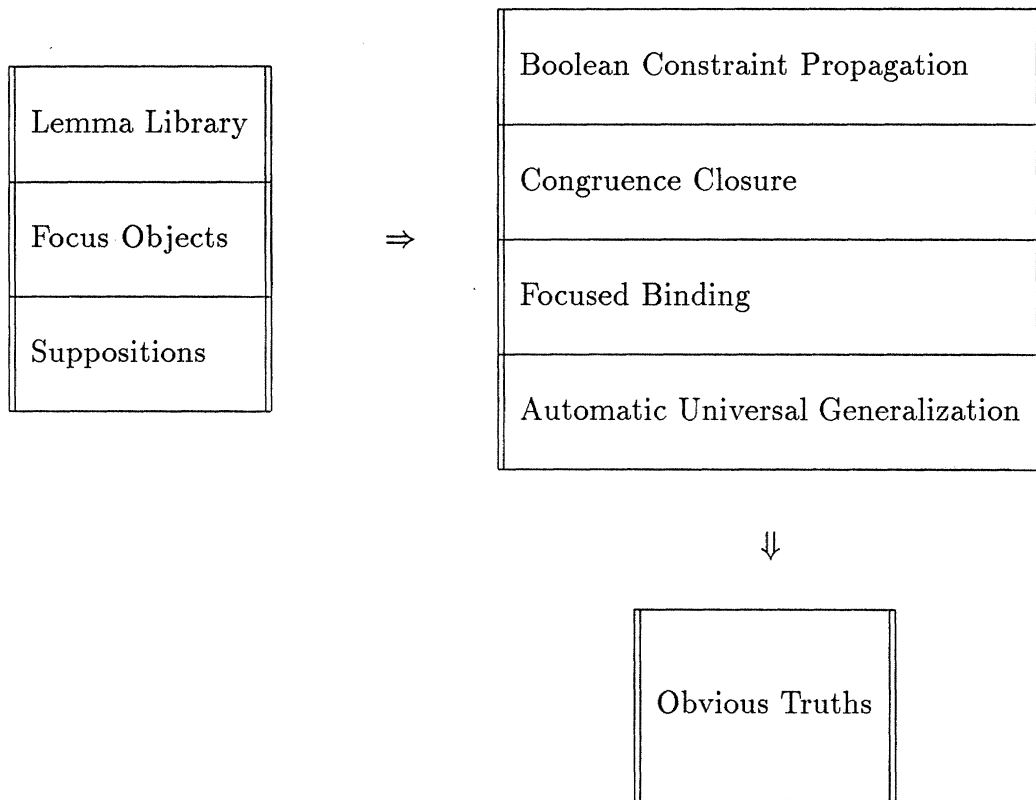 Lemma Library
Focus Objects
Suppositions
⇒
Boolean Constraint Propagation
Congruence Closure
Focused Binding
Automatic Universal Generalization
⇓
Obvious Truths